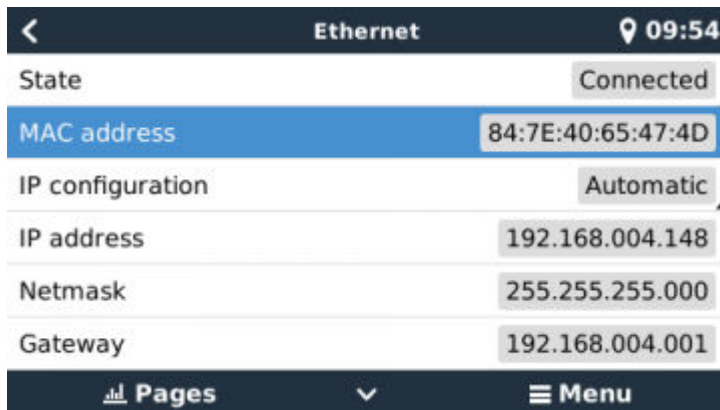 Ethernet 09:54
State Connected
MAC address 84:7E:40:65:47:4D
IP configuration Automatic
IP address 192.168.004.148
Netmask 255.255.255.000
Gateway 192.168.004.001
Pages Menu